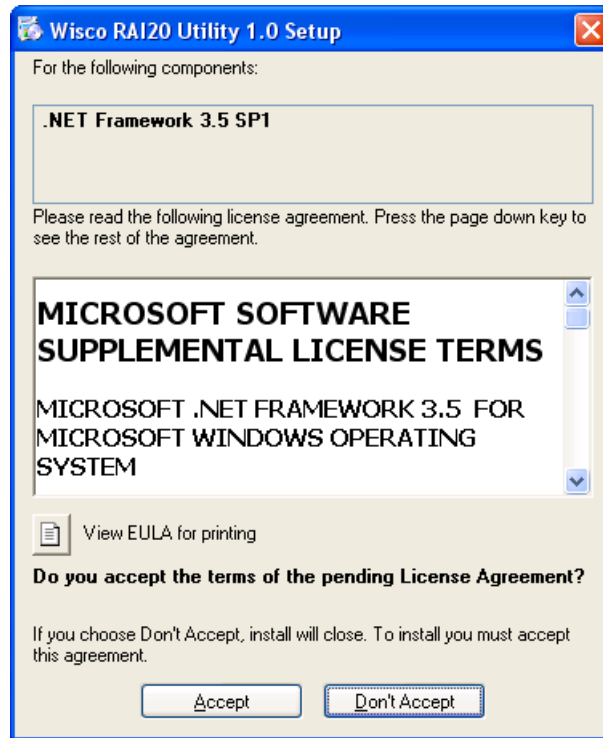 Wisco RAI20 Utility 1.0 Setup
For the following components:
.NET Framework 3.5 SP1
Please read the following license agreement. Press the page down key to
see the rest of the agreement.
MICROSOFT SOFTWARE
SUPPLEMENTAL LICENSE TERMS
MICROSOFT .NET FRAMEWORK 3.5 FOR
MICROSOFT WINDOWS OPERATING
SYSTEM
View EULA for printing
Do you accept the terms of the pending License Agreement?
If you choose Don't Accept, install will close. To install you must accept
this agreement.
Accept
Don't Accept